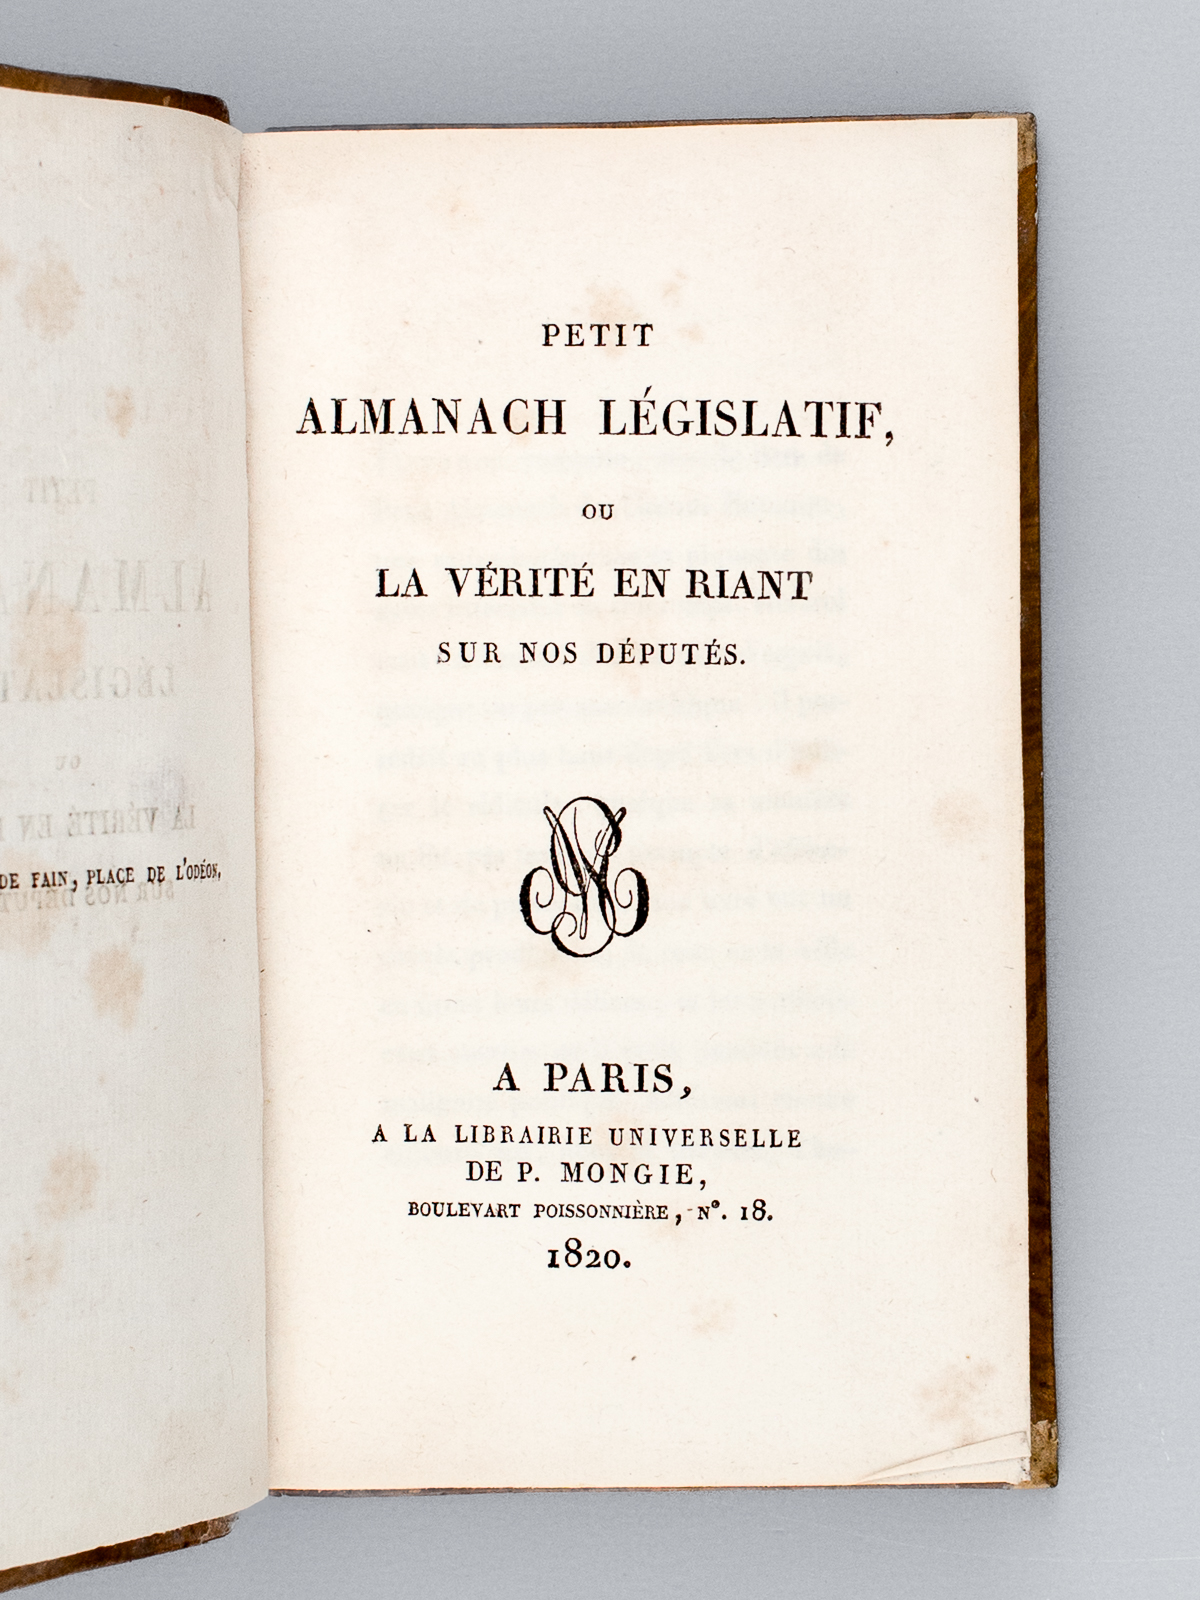 DE FAIN, PLACE DE L'ODÉON,
PETIT
ALMANACH LÉGISLATIF,
OU
LA VÉRITÉ EN RIANT
SUR NOS DÉPUTÉS.
A PARIS,
A LA LIBRAIRIE UNIVERSELLE
DE P. MONGIE,
BOULEVART POISSONNIÈRE, N°. 18.
1820.